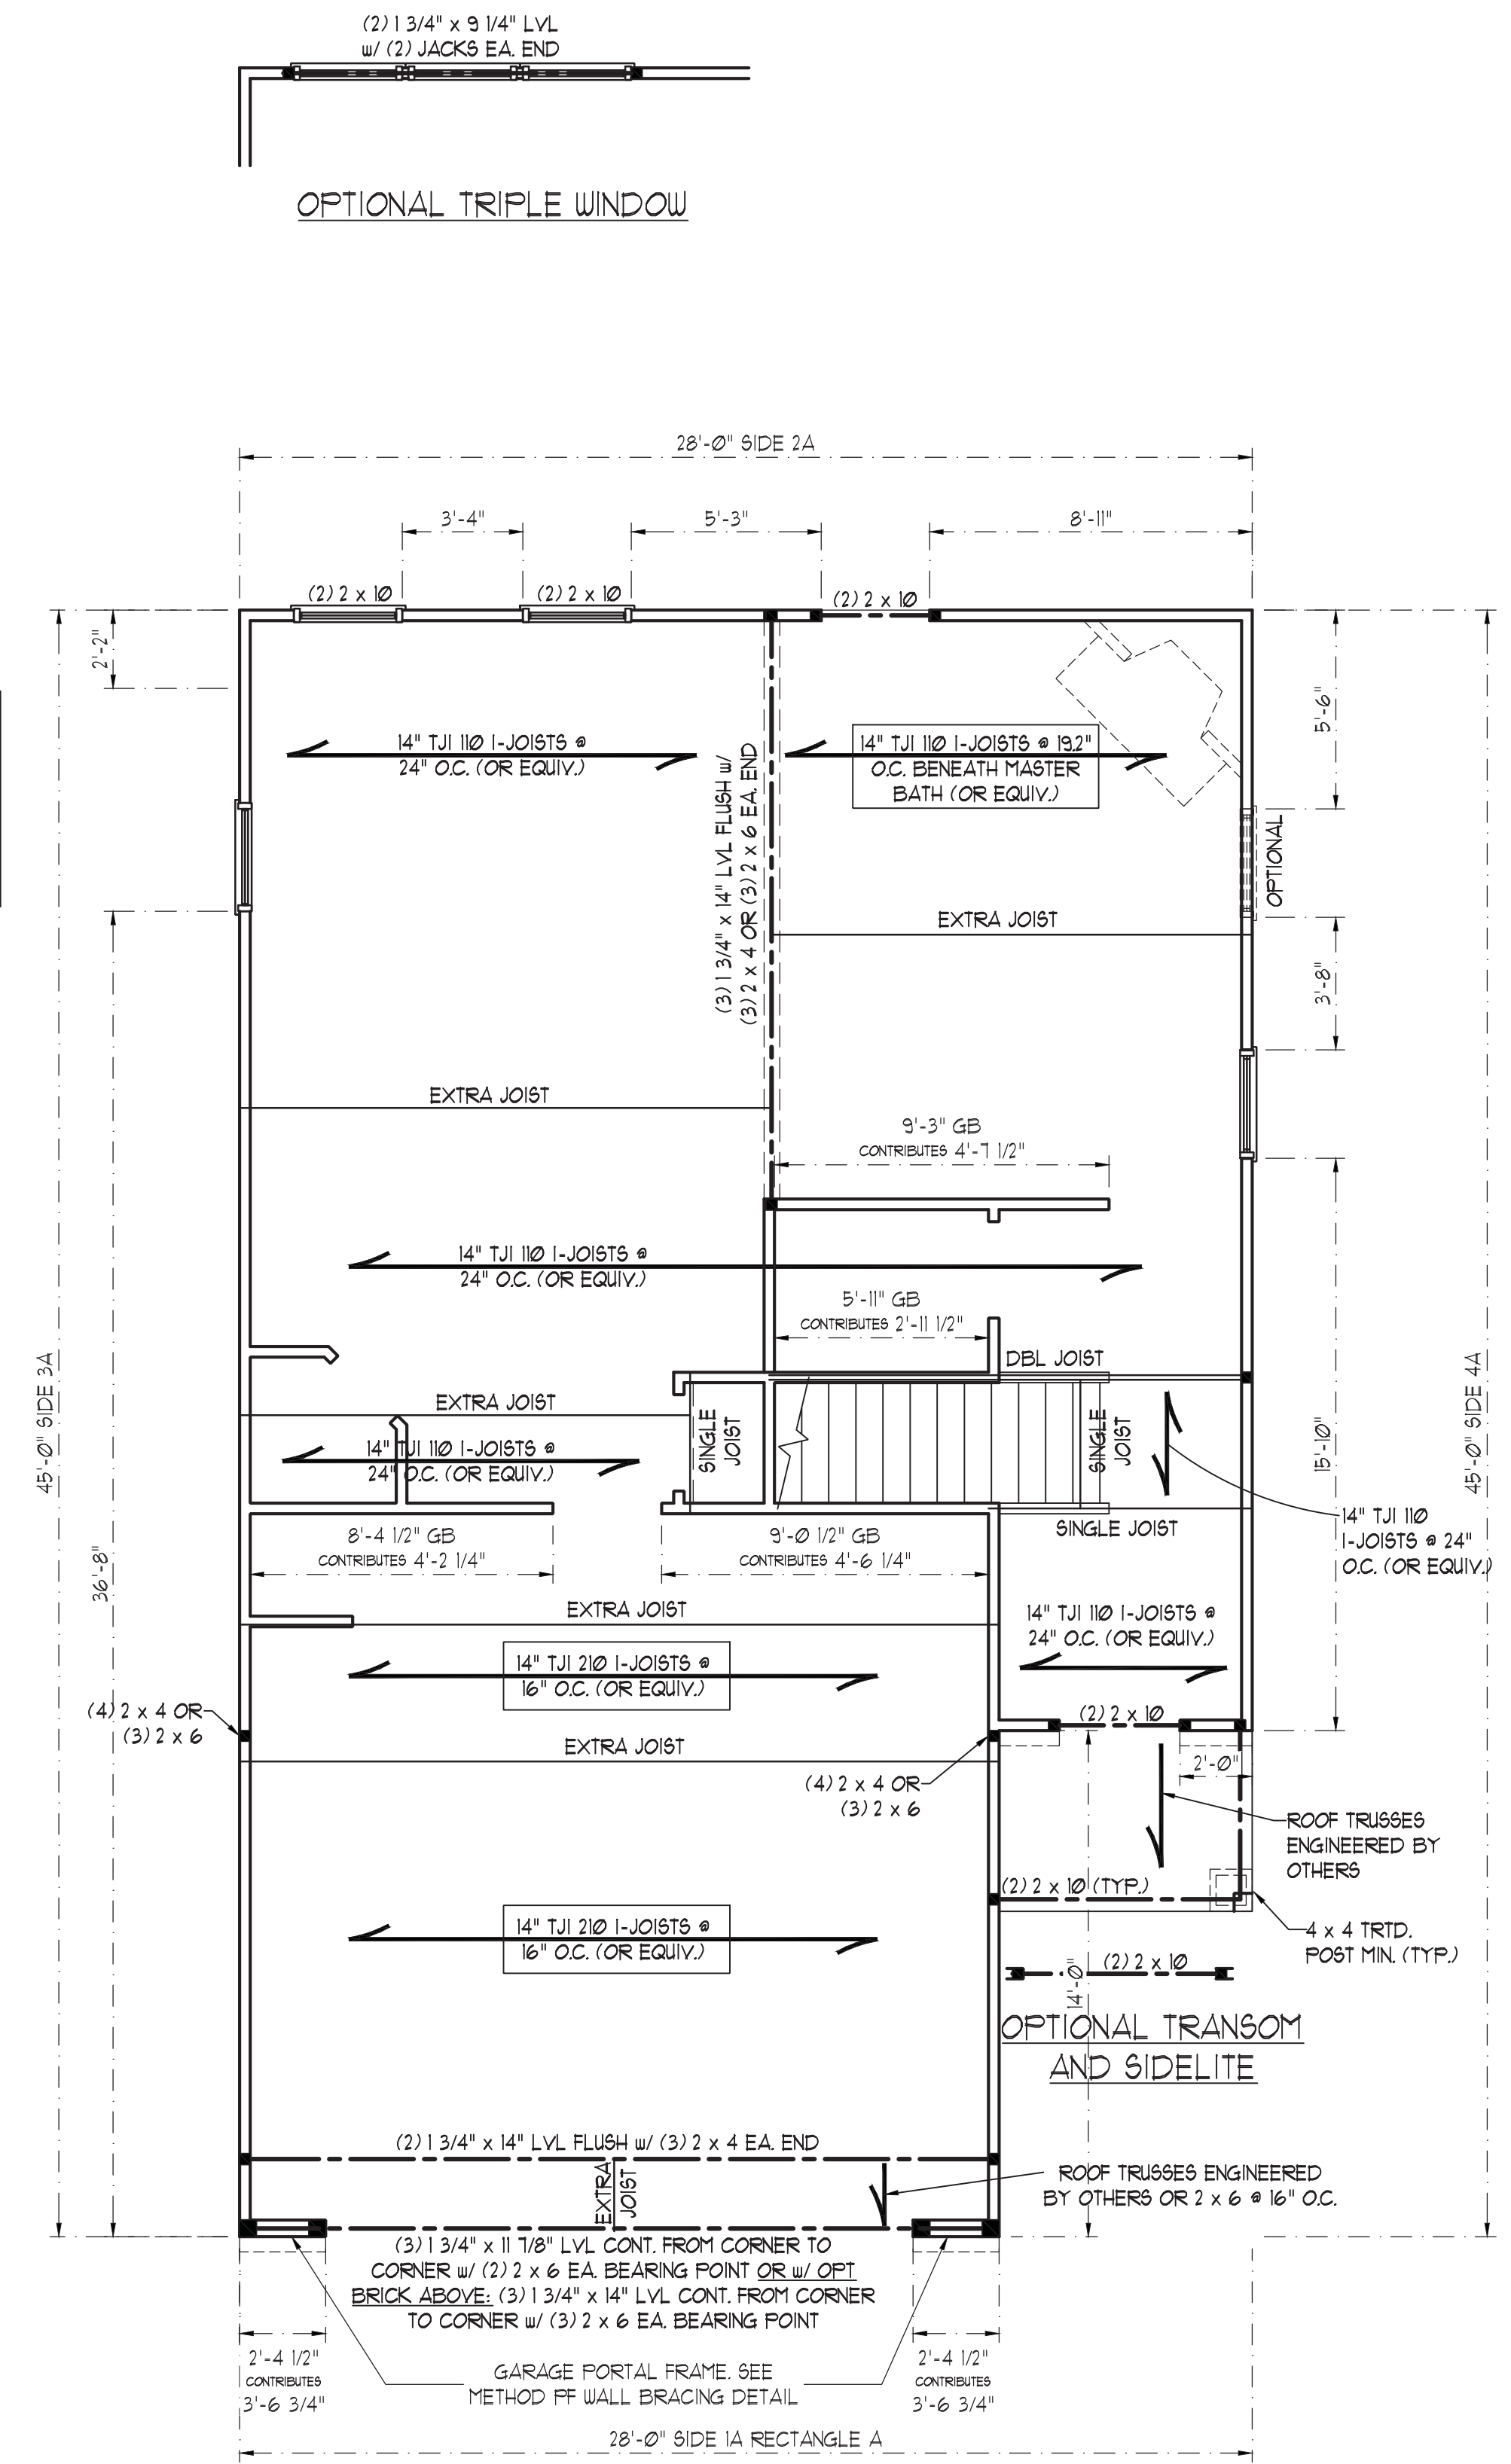 (2) 1 3/4" x 9 1/4" LVL
w/ (2) JACKS EA. END
OPTIONAL TRIPLE WINDOW
28'-0" SIDE 2A
3'-4"
5'-3"
8'-11"
(2) 2 x 10
(2) 2 x 10
(2) 2 x 10
2'-2"
5'-6"
14" TJI 110 I-JOISTS @
24" O.C. (OR EQUIV.)
(3) 1 3/4" x 14" LVL FLUSH w/
(3) 2 x 4 OR (3) 2 x 6 EA. END
14" TJI 110 I-JOISTS @ 19.2"
O.C. BENEATH MASTER
BATH (OR EQUIV.)
OPTIONAL
EXTRA JOIST
3'-8"
EXTRA JOIST
9'-3" GB
CONTRIBUTES 4'-7 1/2"
14" TJI 110 I-JOISTS @
24" O.C. (OR EQUIV.)
5'-11" GB
CONTRIBUTES 2'-11 1/2"
DBL JOIST
45'-0" SIDE 3A
45'-0" SIDE 4A
EXTRA JOIST
SINGLE
JOIST
SINGLE
JOIST
15'-10"
14" TJI 110 I-JOISTS @
24" O.C. (OR EQUIV.)
14" TJI 110
I-JOISTS @ 24"
O.C. (OR EQUIV.)
SINGLE JOIST
8'-4 1/2" GB
CONTRIBUTES 4'-2 1/4"
9'-0 1/2" GB
CONTRIBUTES 4'-6 1/4"
36'-8"
EXTRA JOIST
14" TJI 110 I-JOISTS @
24" O.C. (OR EQUIV.)
14" TJI 210 I-JOISTS @
16" O.C. (OR EQUIV.)
(4) 2 x 4 OR
(3) 2 x 6
(2) 2 x 10
EXTRA JOIST
2'-0"
(4) 2 x 4 OR
(3) 2 x 6
ROOF TRUSSES
ENGINEERED BY
OTHERS
(2) 2 x 10 (TYP.)
14" TJI 210 I-JOISTS @
16" O.C. (OR EQUIV.)
4 x 4 TRTD.
POST MIN. (TYP.)
(2) 2 x 10
14'-0"
OPTIONAL TRANSOM
AND SIDELITE
(2) 1 3/4" x 14" LVL FLUSH w/ (3) 2 x 4 EA. END
EXTRA
JOIST
ROOF TRUSSES ENGINEERED
BY OTHERS OR 2 x 6 @ 16" O.C.
(3) 1 3/4" x 11 7/8" LVL CONT. FROM CORNER TO
CORNER w/ (2) 2 x 6 EA. BEARING POINT OR w/ OPT
BRICK ABOVE: (3) 1 3/4" x 14" LVL CONT. FROM CORNER
TO CORNER w/ (3) 2 x 6 EA. BEARING POINT
2'-4 1/2"
CONTRIBUTES
3'-6 3/4"
GARAGE PORTAL FRAME. SEE
METHOD PF WALL BRACING DETAIL
2'-4 1/2"
CONTRIBUTES
3'-6 3/4"
28'-0" SIDE 1A RECTANGLE A